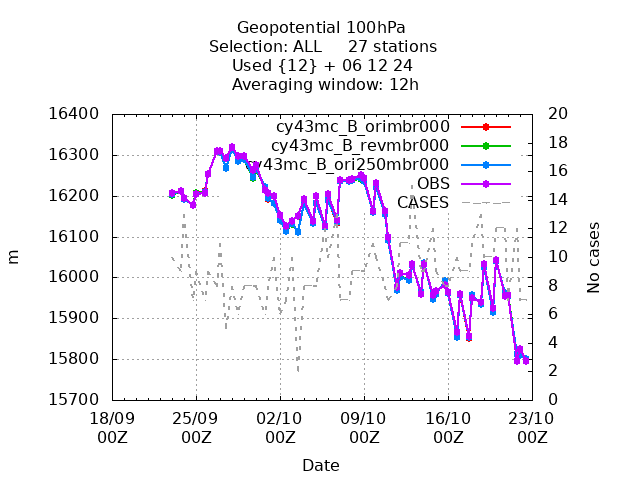 Geopotential 100hPa
Selection: ALL     27 stations
Used {12} + 06 12 24
Averaging window: 12h
16400
16300
16200
16100
16000
15900
15800
15700
m
20
18
16
14
12
10
8
6
4
2
0
No cases
cy43mc_B_orimbr000
cy43mc_B_revmbr000
cy43mc_B_ori250mbr000
OBS
CASES
18/09 25/09 02/10 09/10 16/10 23/10
00Z 00Z 00Z 00Z 00Z 00Z
Date